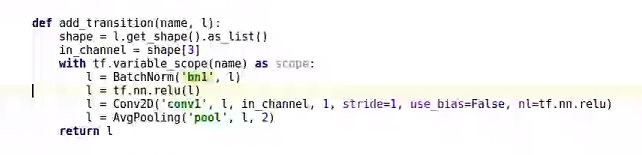 def add_transition(name, l):
    shape = l.get_shape().as_list()
    in_channel = shape[3]
    with tf.variable_scope(name) as scope:
        l = BatchNorm('bn1', l)
        l = tf.nn.relu(l)
        l = Conv2D('conv1', l, in_channel, 1, stride=1, use_bias=False, nl=tf.nn.relu)
        l = AvgPooling('pool', l, 2)
    return l